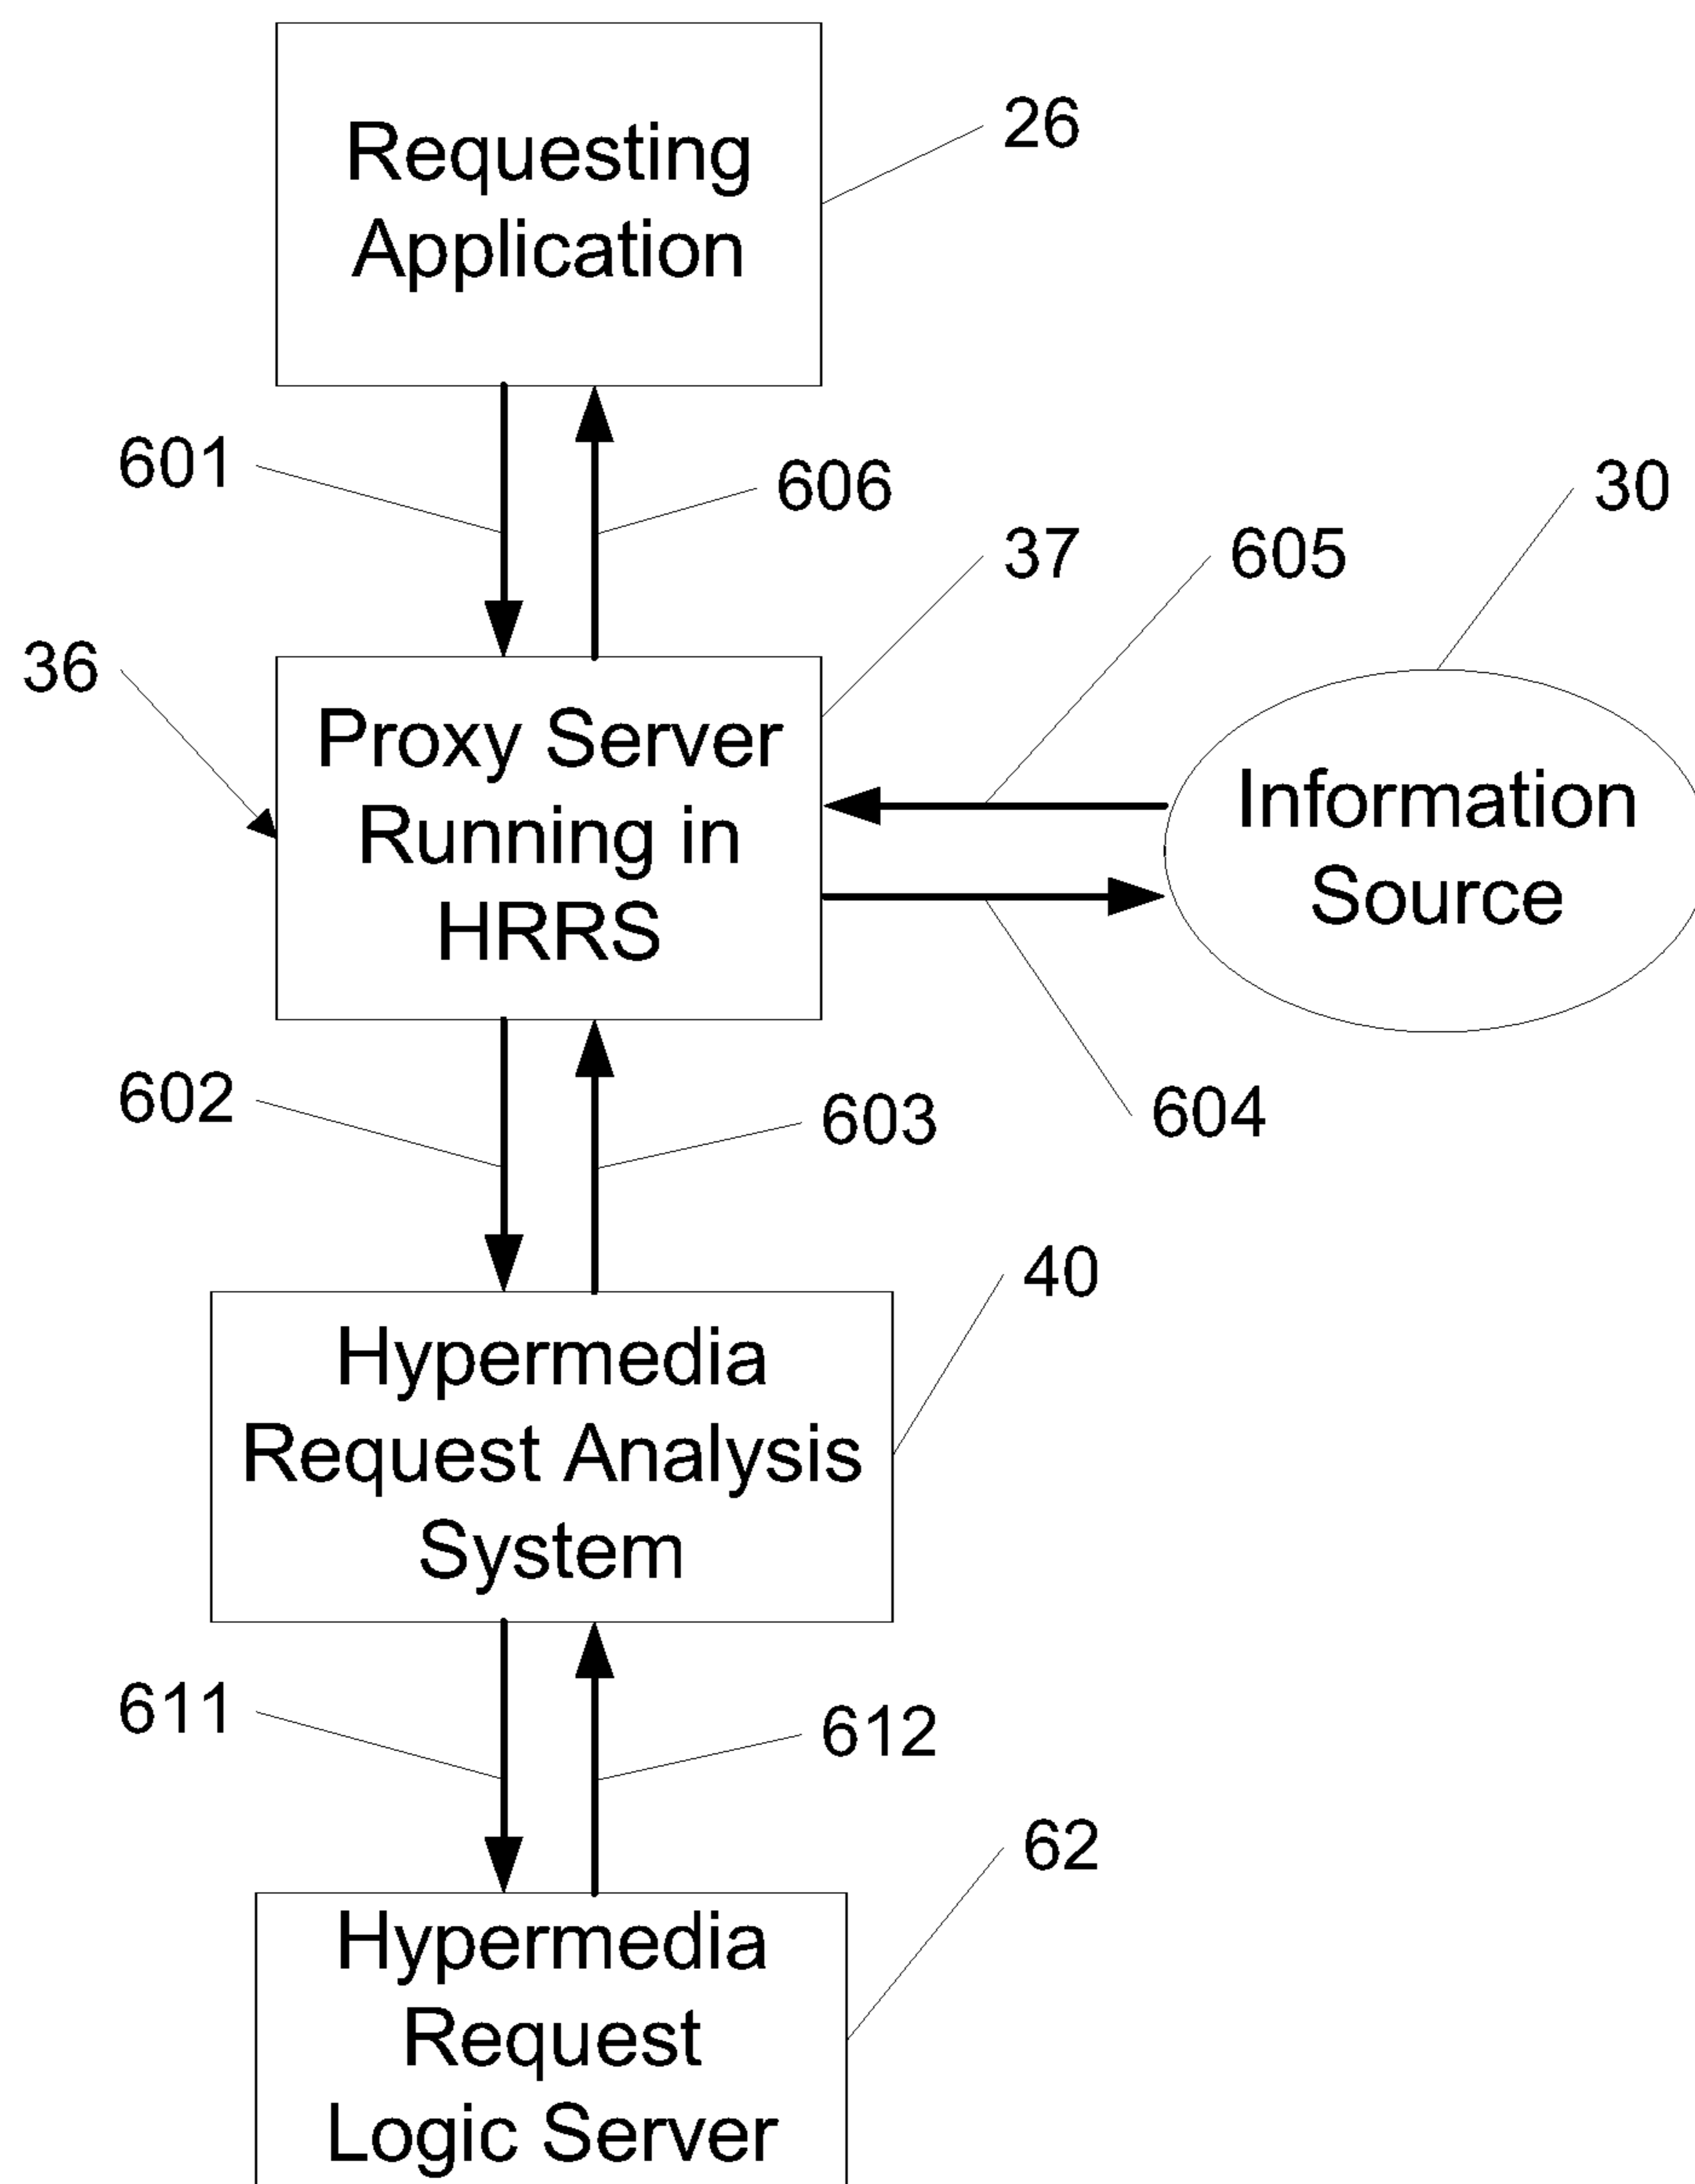 Requesting
Application
26
601
606
30
37
605
36
Proxy Server
Running in
HRRS
Information
Source
602
603
604
40
Hypermedia
Request Analysis
System
611
612
62
Hypermedia
Request
Logic Server